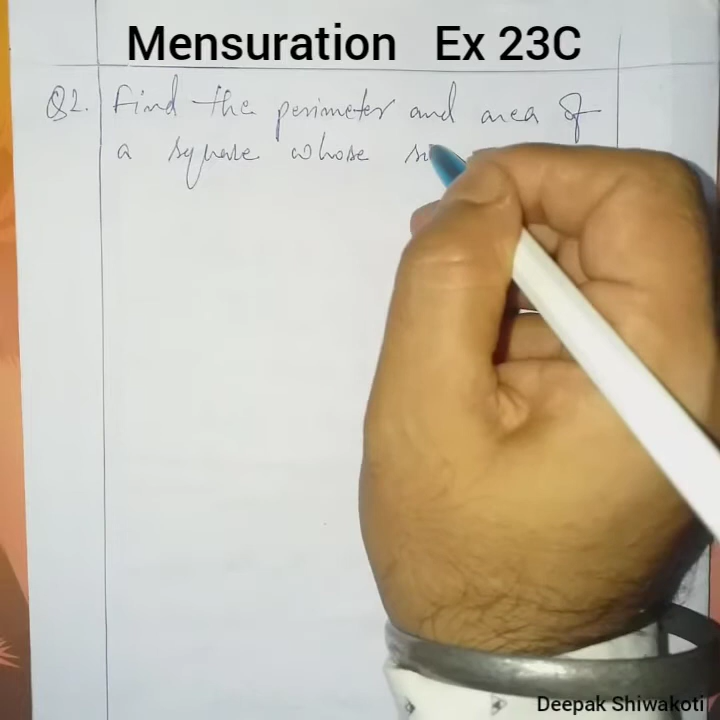 Mensuration Ex 23C
Q2. Find the perimeter and area of
a square whose
Deepak Shiwakoti